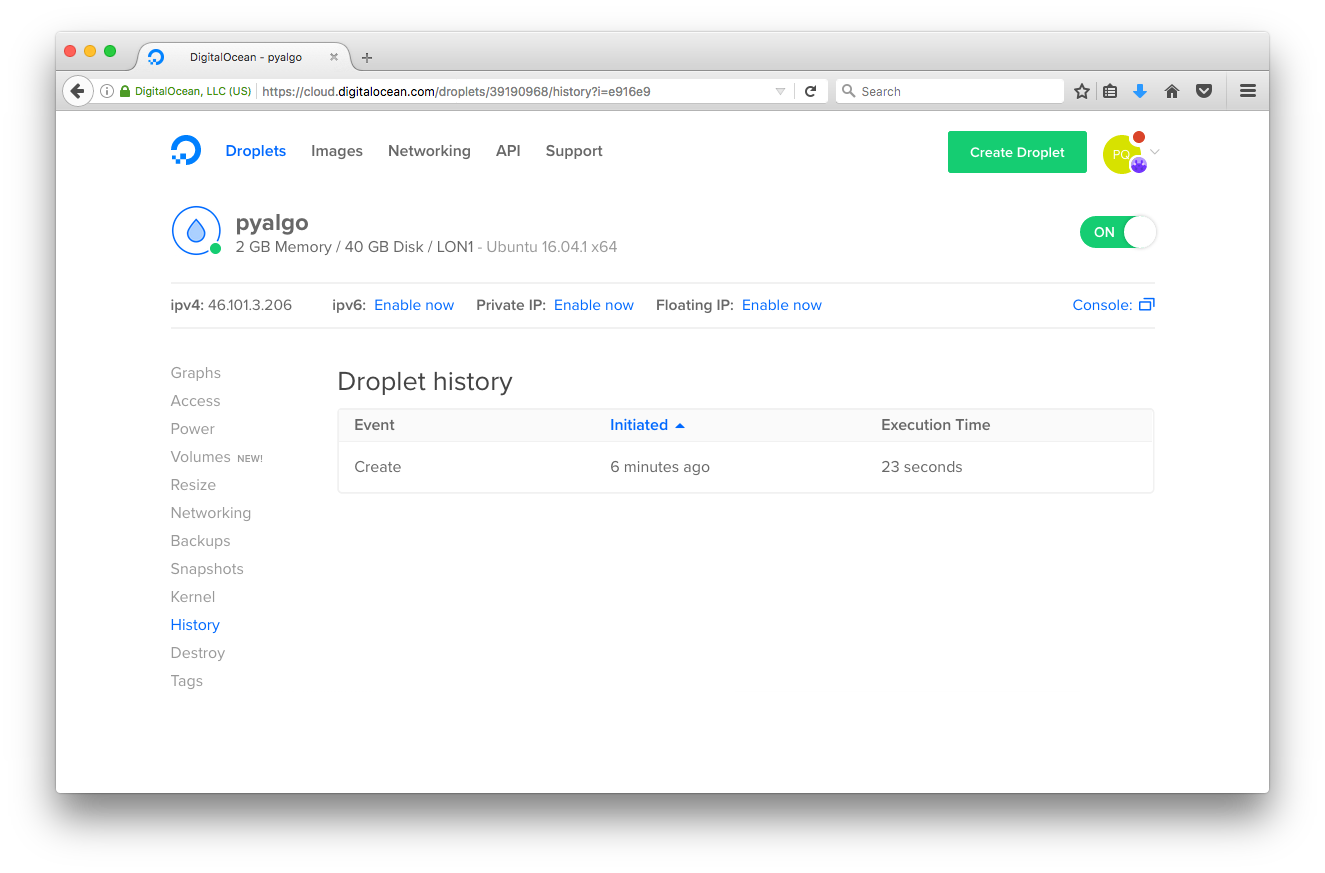 DigitalOcean - pyalgo
DigitalOcean, LLC (US) https://cloud.digitalocean.com/droplets/39190968/history?i=e916e9 Search
Droplets Images Networking API Support Create Droplet PQ
pyalgo
2 GB Memory / 40 GB Disk / LON1 - Ubuntu 16.04.1 x64 ON
ipv4: 46.101.3.206 ipv6: Enable now Private IP: Enable now Floating IP: Enable now Console:
Graphs
Access
Power
Volumes NEW!
Resize
Networking
Backups
Snapshots
Kernel
History
Destroy
Tags
Droplet history
Event Initiated Execution Time
Create 6 minutes ago 23 seconds